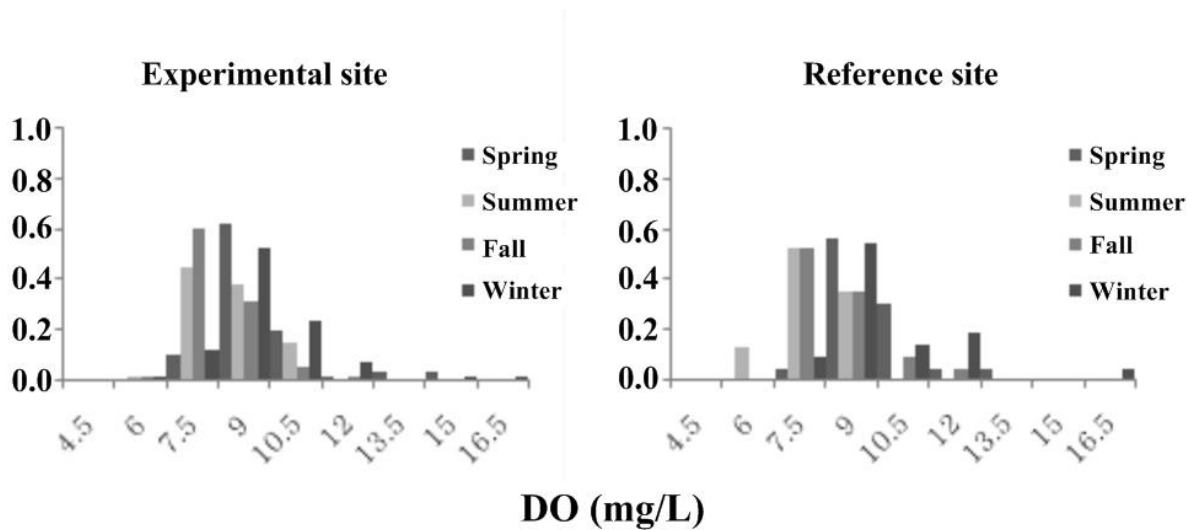 Experimental site
1.0
0.8
0.6
0.4
0.2
0.0
Spring
Summer
Fall
Winter
4.5 6 7.5 9 10.5 12 13.5 15 16.5
Reference site
1.0
0.8
0.6
0.4
0.2
0.0
Spring
Summer
Fall
Winter
4.5 6 7.5 9 10.5 12 13.5 15 16.5
DO (mg/L)